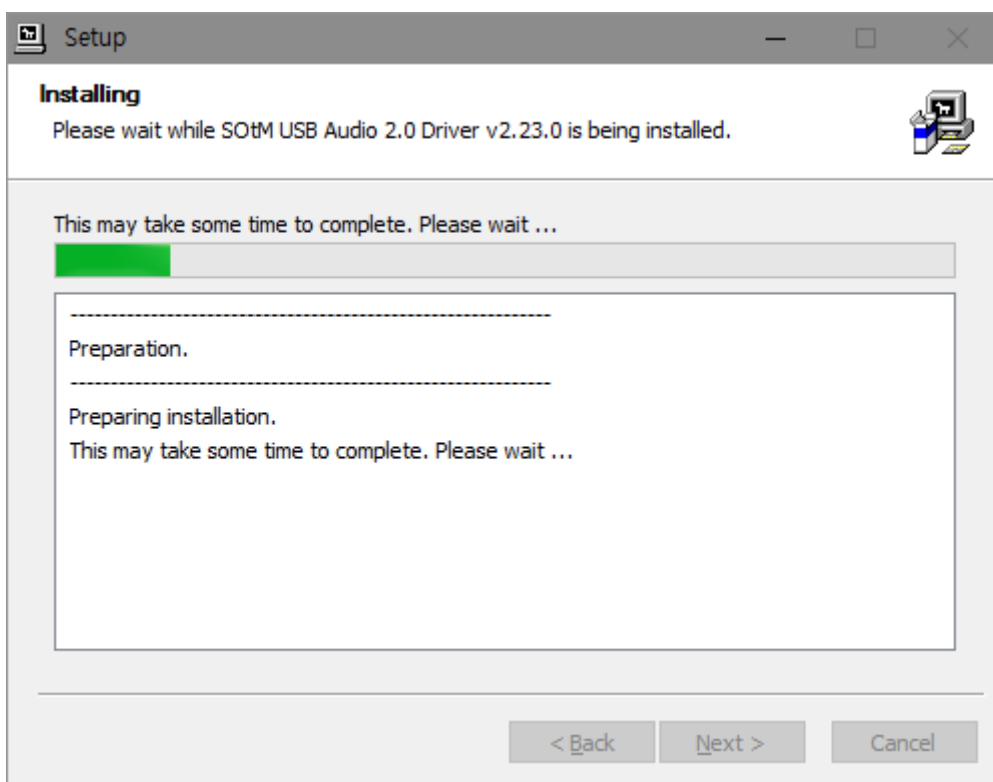 Setup
Installing
Please wait while SOtM USB Audio 2.0 Driver v2.23.0 is being installed.
This may take some time to complete. Please wait ...
------------------------------------------------------------
Preparation.
------------------------------------------------------------
Preparing installation.
This may take some time to complete. Please wait ...
< Back
Next >
Cancel